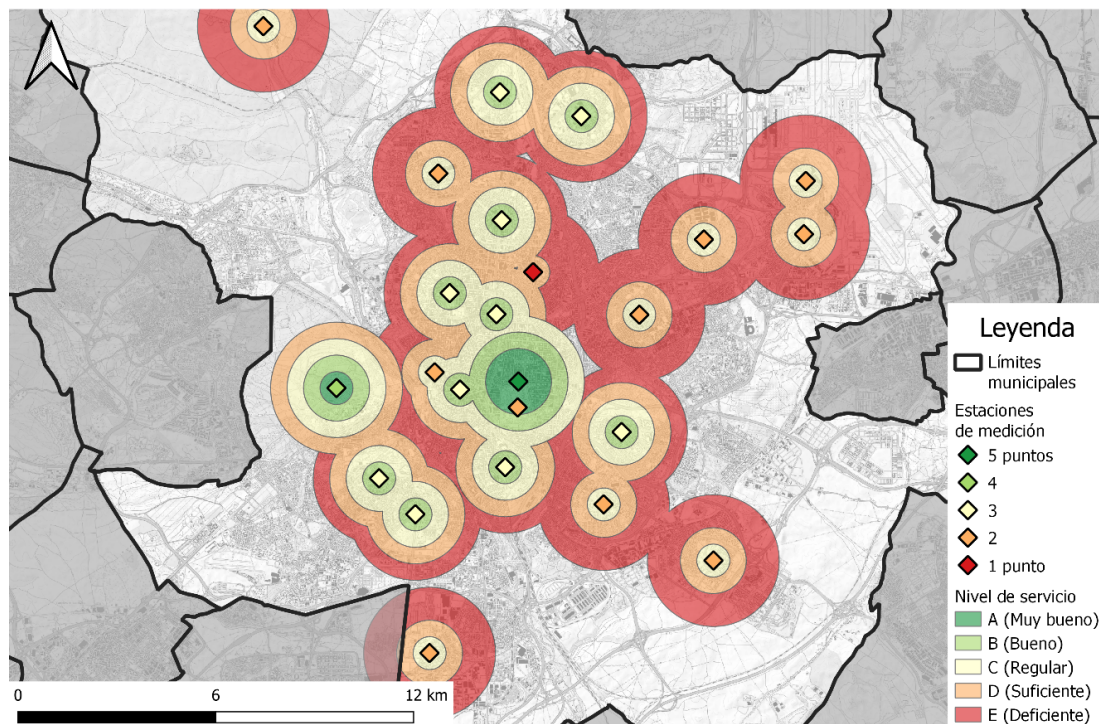 Leyenda
Límites
municipales
Estaciones
de medición
5 puntos
4
3
2
1 punto
Nivel de servicio
A (Muy bueno)
B (Bueno)
C (Regular)
D (Suficiente)
E (Deficiente)
0
6
12 km